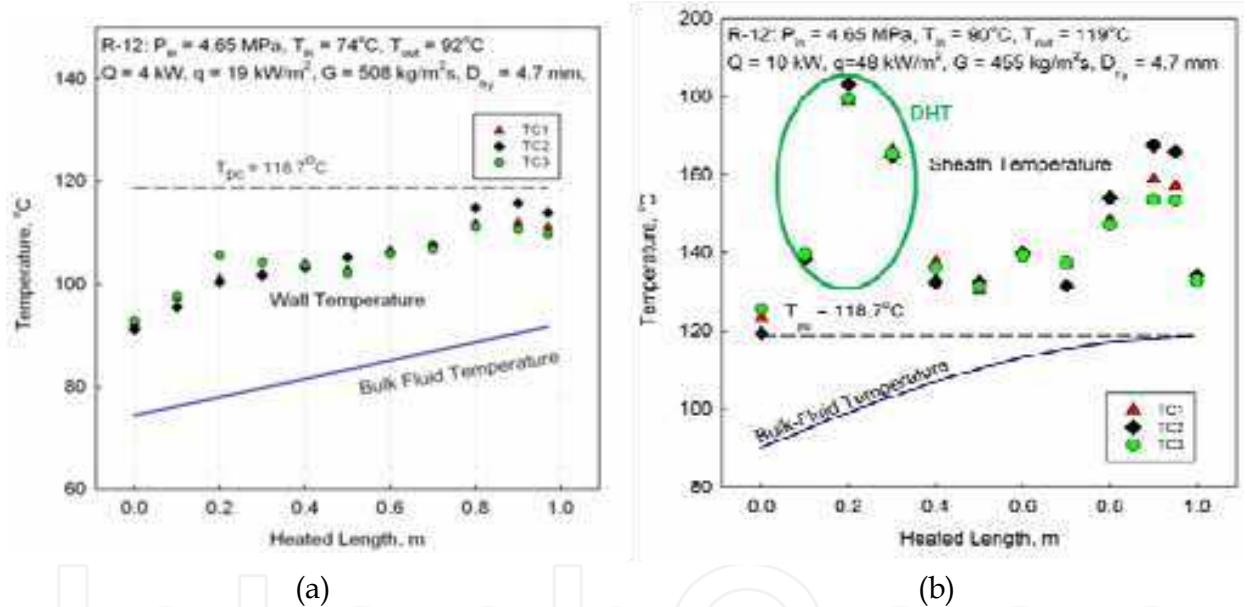 R-12: P_in = 4.65 MPa, T_in = 74°C, T_out = 92°C
Q = 4 kW, q = 19 kW/m², G = 508 kg/m²s, D_hy = 4.7 mm,
TC1
TC2
TC3
T_pc = 118.7°C
Wall Temperature
Bulk Fluid Temperature
Temperature, °C
140
120
100
80
60
0.0 0.2 0.4 0.6 0.8 1.0
Heated Length, m
(a)
R-12: P_in = 4.65 MPa, T_in = 90°C, T_out = 119°C
Q = 10 kW, q=48 kW/m², G = 455 kg/m²s, D_hy = 4.7 mm
DHT
Sheath Temperature
= 118.7°C
Bulk-Fluid Temperature
TC1
TC2
TC3
Temperature, °C
200
180
160
140
120
100
80
0.0 0.2 0.4 0.6 0.8 1.0
Heated Length, m
(b)